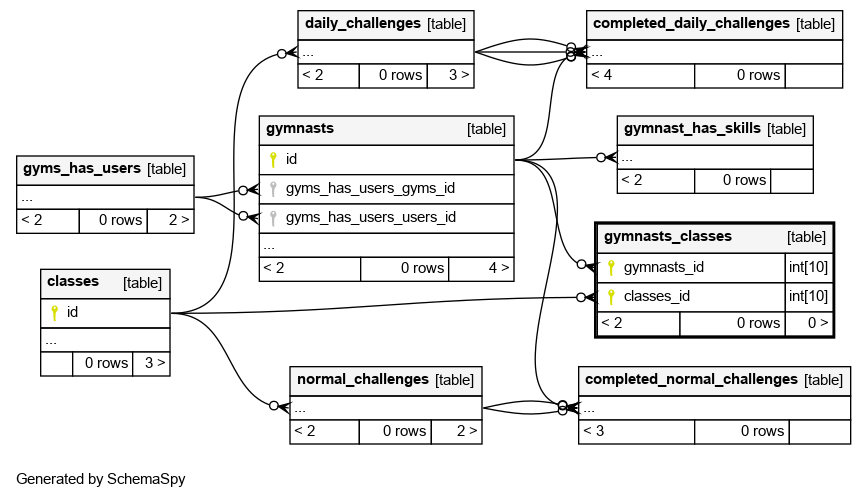 daily_challenges [table]
...
< 2 0 rows 3 >
completed_daily_challenges [table]
...
< 4 0 rows
gymnasts [table]
id
gyms_has_users_gyms_id
gyms_has_users_users_id
...
< 2 0 rows 4 >
gymnast_has_skills [table]
...
< 2 0 rows
gyms_has_users [table]
...
< 2 0 rows 2 >
gymnasts_classes [table]
gymnasts_id int[10]
classes_id int[10]
< 2 0 rows 0 >
classes [table]
id
...
0 rows 3 >
normal_challenges [table]
...
< 2 0 rows 2 >
completed_normal_challenges [table]
...
< 3 0 rows
Generated by SchemaSpy